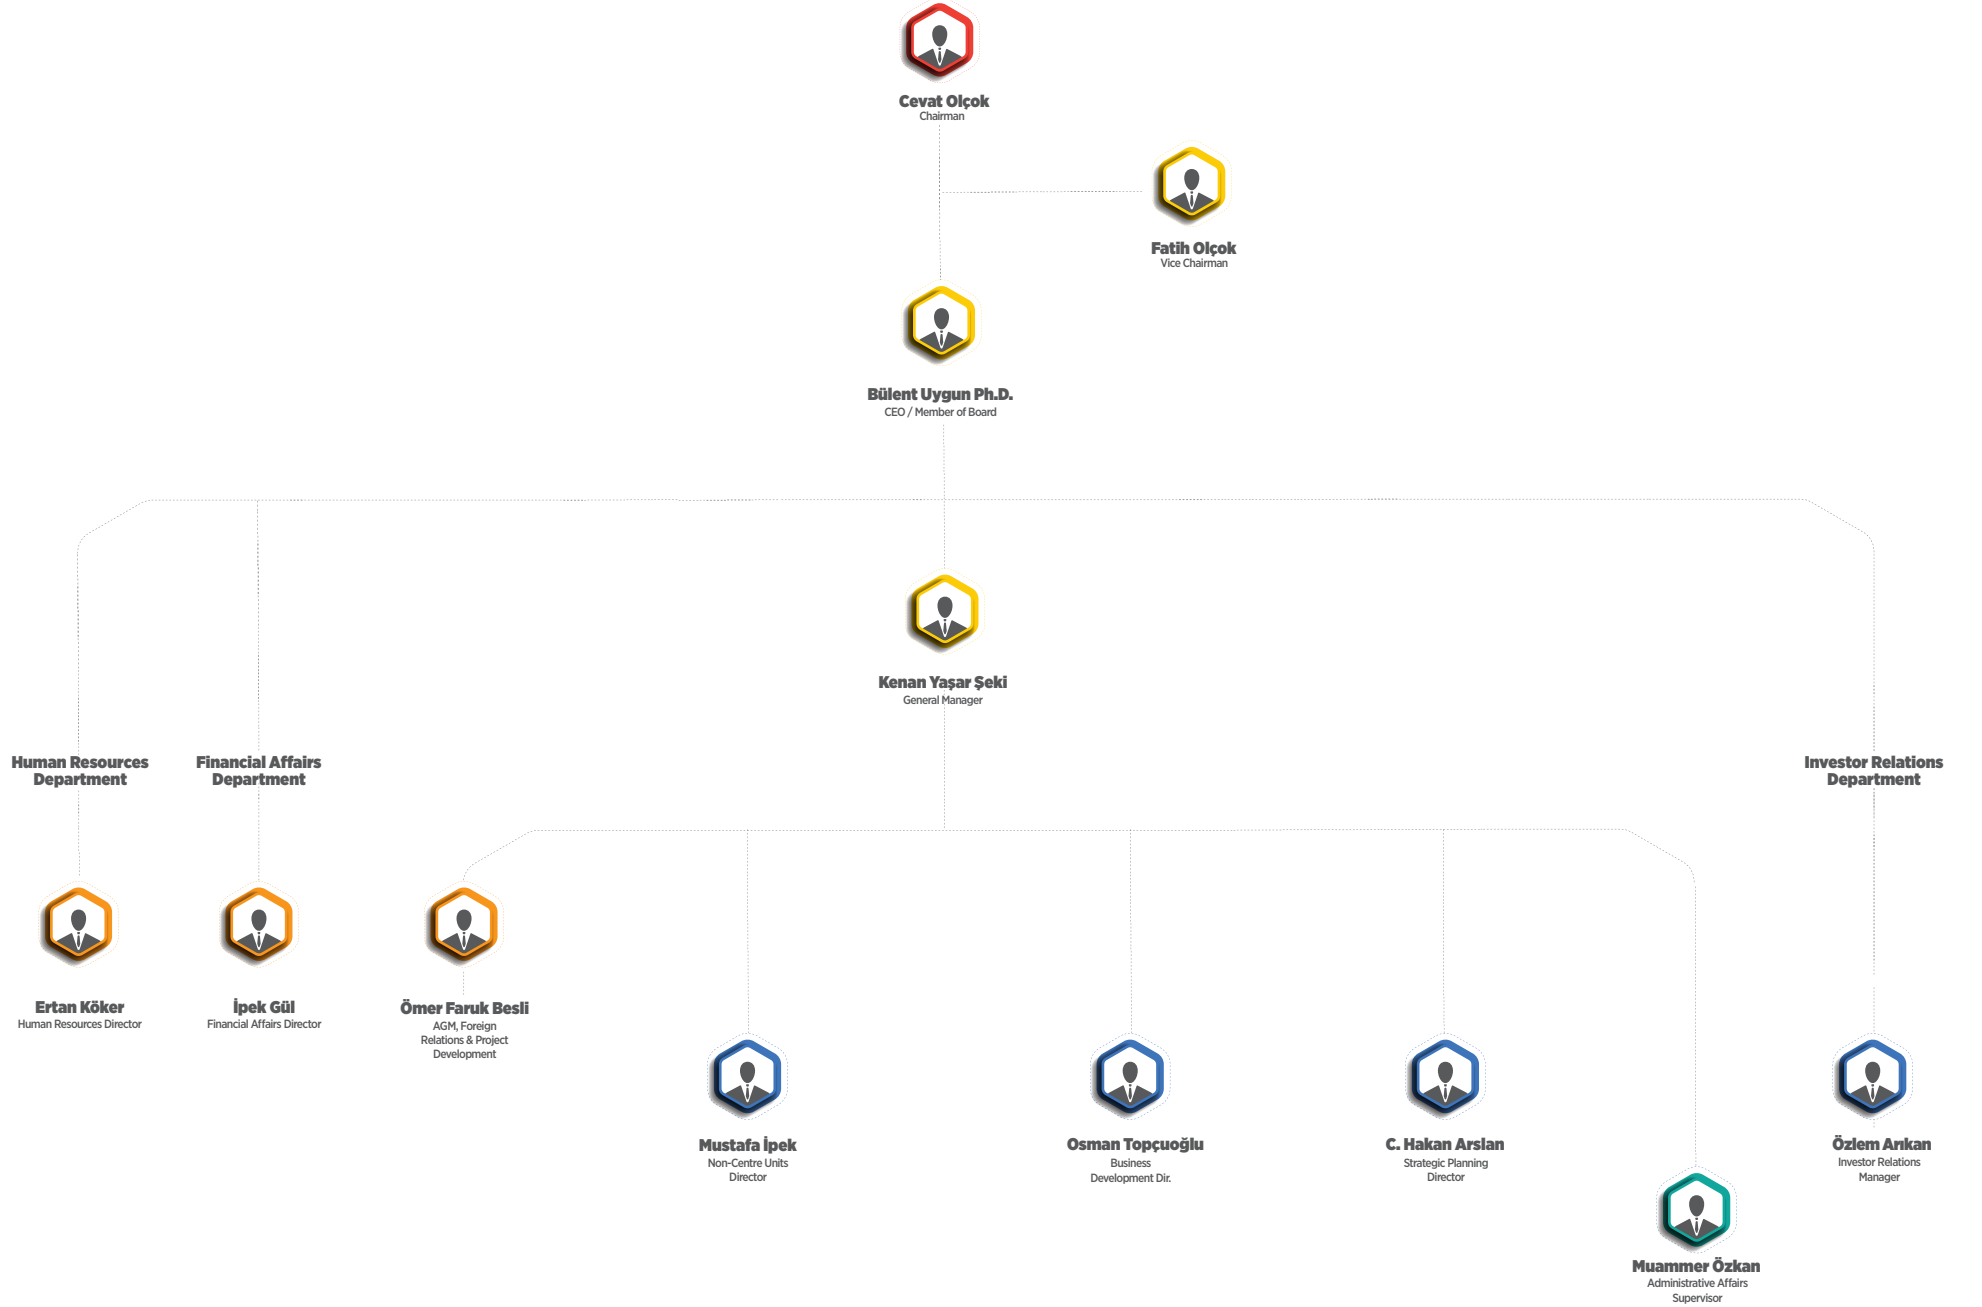 Cevat Olçok
Chairman
Fatih Olçok
Vice Chairman
Bülent Uygun Ph.D.
CEO / Member of Board
Kenan Yaşar Şeki
General Manager
Human Resources
Department
Financial Affairs
Department
Investor Relations
Department
Ertan Köker
Human Resources Director
İpek Gül
Financial Affairs Director
Ömer Faruk Besli
AGM, Foreign
Relations & Project
Development
Mustafa İpek
Non-Centre Units
Director
Osman Topçuoğlu
Business
Development Dir.
C. Hakan Arslan
Strategic Planning
Director
Özlem Arıkan
Investor Relations
Manager
Muammer Özkan
Administrative Affairs
Supervisor